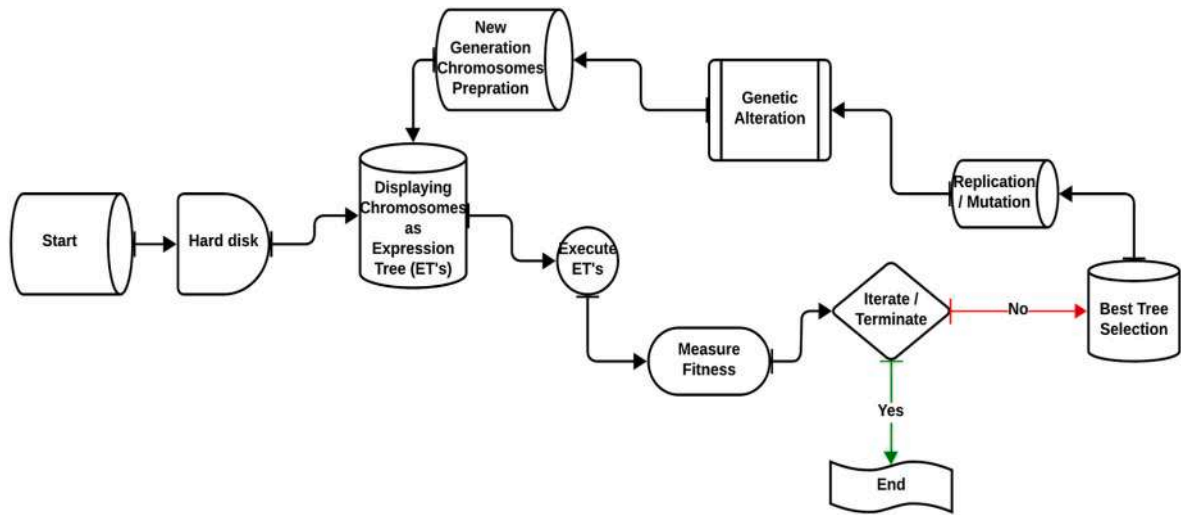 New
Generation
Chromosomes
Prepration
Genetic
Alteration
Replication
/ Mutation
Start
Hard disk
Displaying
Chromosomes
as
Expression
Tree (ET's)
Execute
ET's
Measure
Fitness
Iterate /
Terminate
No
Best Tree
Selection
Yes
End